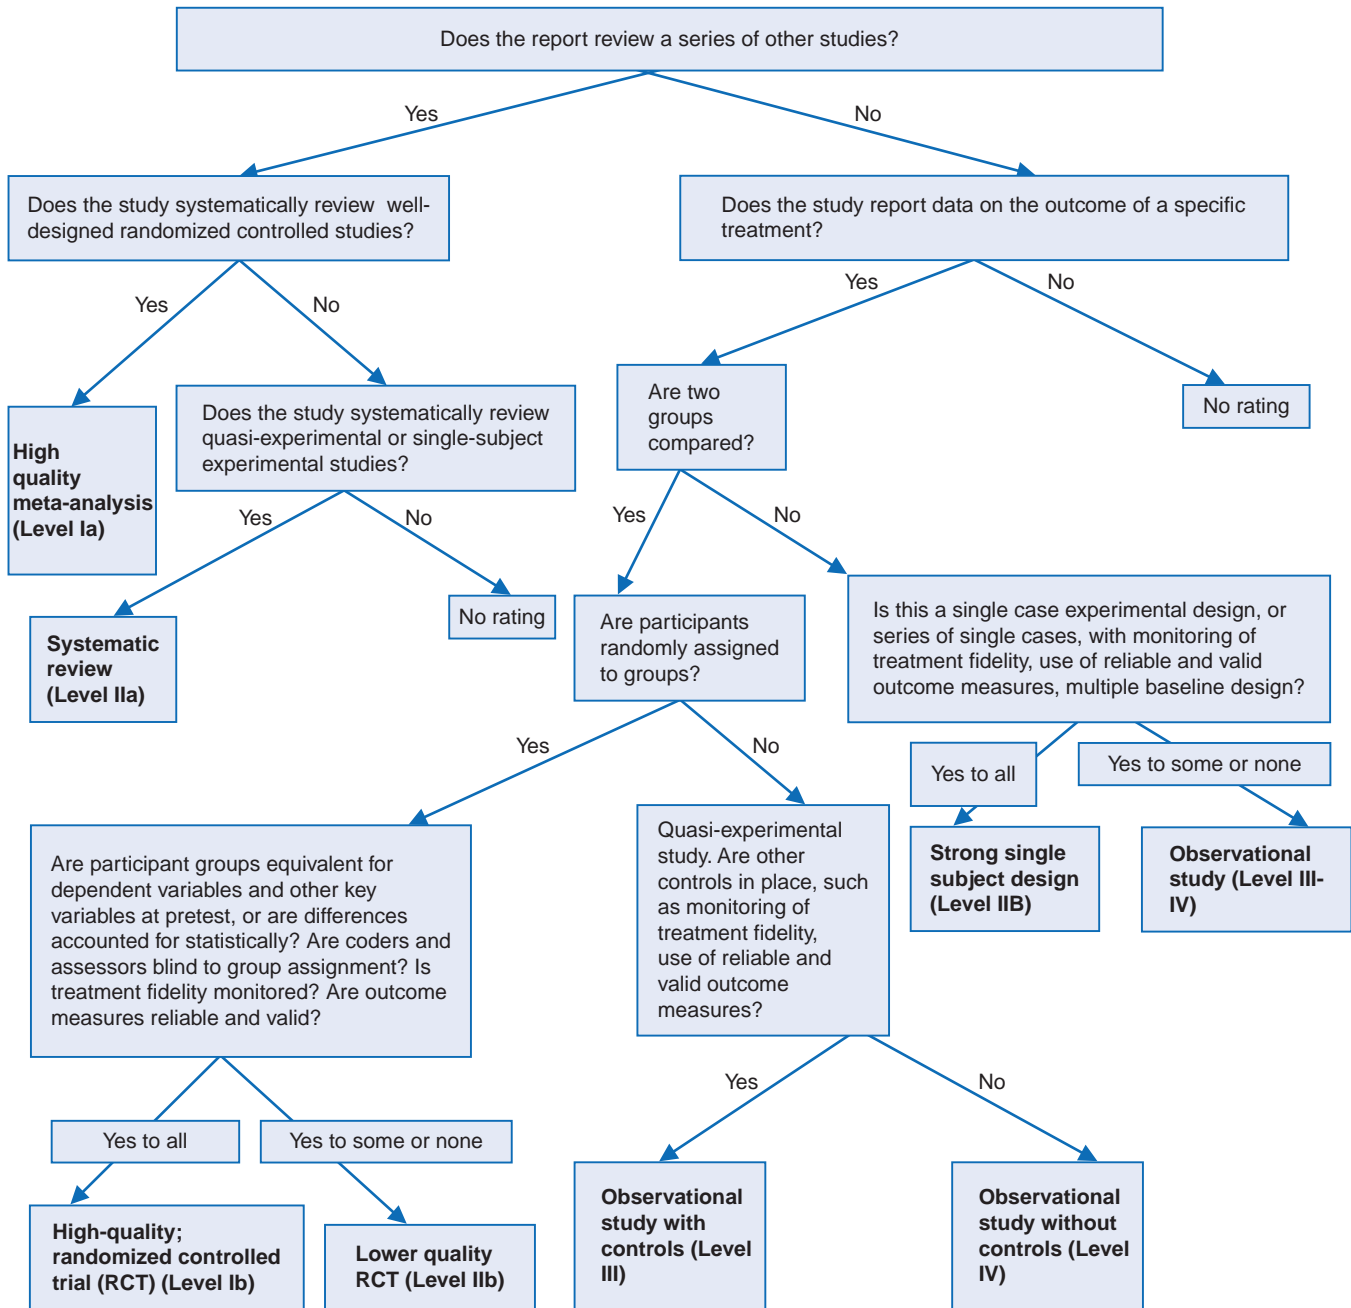 Does the report review a series of other studies?
Yes
No
Does the study systematically review well-
designed randomized controlled studies?
Does the study report data on the outcome of a specific
treatment?
Yes
No
Yes
No
High
quality
meta-analysis
(Level Ia)
Does the study systematically review
quasi-experimental or single-subject
experimental studies?
Are two
groups
compared?
No rating
Yes
No
Yes
No
Systematic
review
(Level IIa)
No rating
Are participants
randomly assigned
to groups?
Is this a single case experimental design, or
series of single cases, with monitoring of
treatment fidelity, use of reliable and valid
outcome measures, multiple baseline design?
Yes
No
Yes to all
Yes to some or none
Are participant groups equivalent for
dependent variables and other key
variables at pretest, or are differences
accounted for statistically? Are coders and
assessors blind to group assignment? Is
treatment fidelity monitored? Are outcome
measures reliable and valid?
Quasi-experimental
study. Are other
controls in place, such
as monitoring of
treatment fidelity,
use of reliable and
valid outcome
measures?
Strong single
subject design
(Level IIB)
Observational
study (Level III-
IV)
Yes to all
Yes to some or none
Yes
No
High-quality;
randomized controlled
trial (RCT) (Level Ib)
Lower quality
RCT (Level IIb)
Observational
study with
controls (Level
III)
Observational
study without
controls (Level
IV)